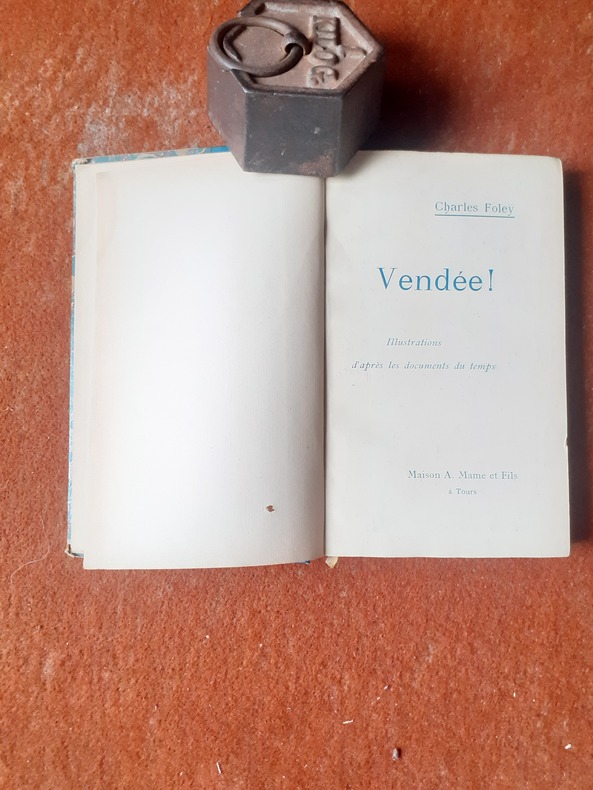 Charles Foley
Vendée!
Illustrations
d'après les documents du temps
Maison A. Mame et Fils
à Tours